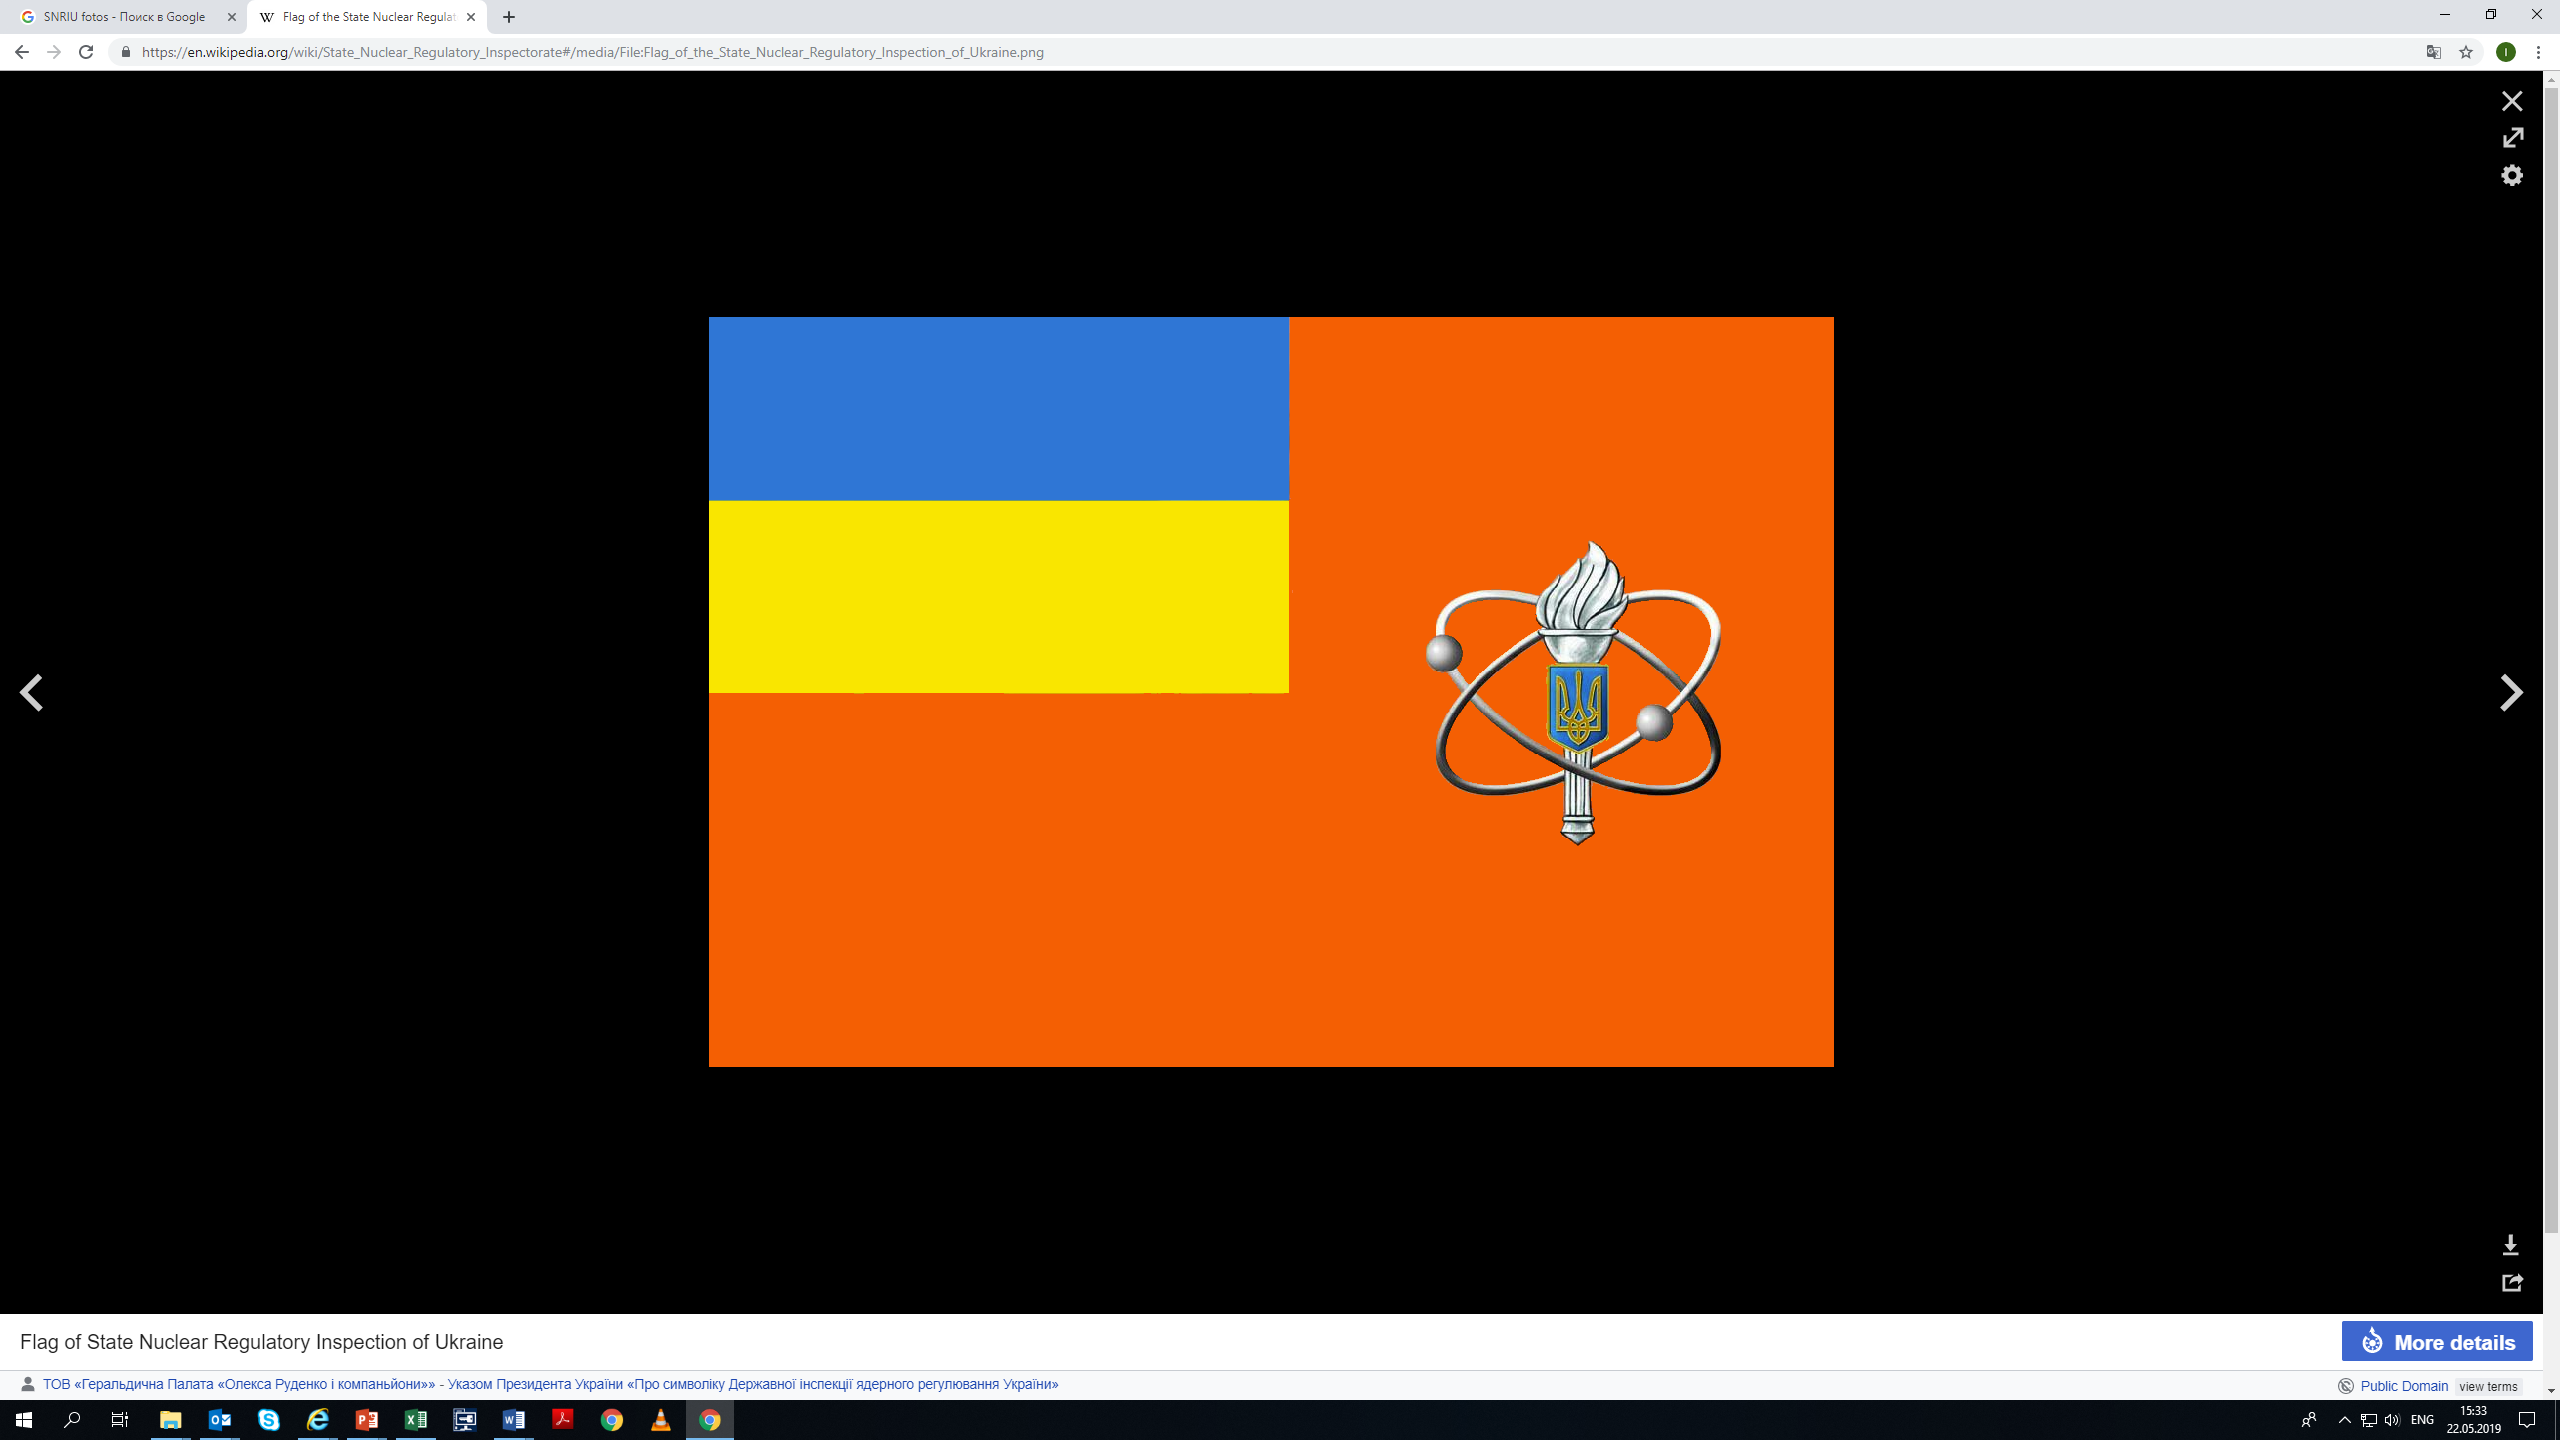 SNRIU fotos - Поиск в Google
Flag of the State Nuclear Regulat
https://en.wikipedia.org/wiki/State_Nuclear_Regulatory_Inspectorate#/media/File:Flag_of_the_State_Nuclear_Regulatory_Inspection_of_Ukraine.png
Flag of State Nuclear Regulatory Inspection of Ukraine
More details
ТОВ «Геральдична Палата «Олекса Руденко і компаньйони»» - Указом Президента України «Про символіку Державної інспекції ядерного регулювання України»
Public Domain view terms
ENG
15:33
22.05.2019